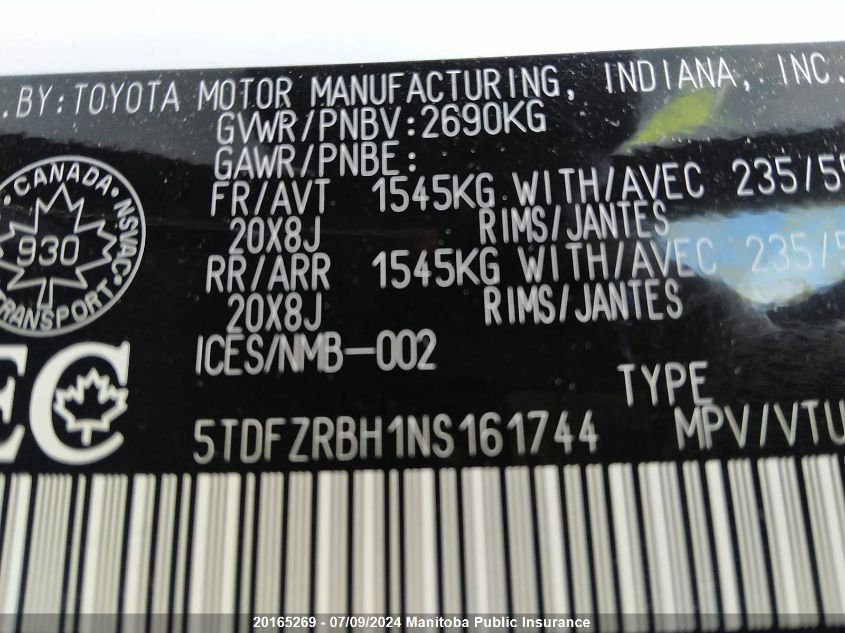 .BY:TOYOTA MOTOR MANUFACTURING, INDIANA, INC.
GVWR/PNBV:2690KG
GAWR/PNBE:
FR/AVT 1545KG WITH/AVEC 235/55
20X8J RIMS/JANTES
RR/ARR 1545KG WITH/AVEC 235/5
20X8J RIMS/JANTES
ICES/NMB-002
CANADA
NSVAC
930
TRANSPORT
EC
TYPE
5TDFZRBH1NS161744 MPV/VTU
20165269 - 07/09/2024 Manitoba Public Insurance